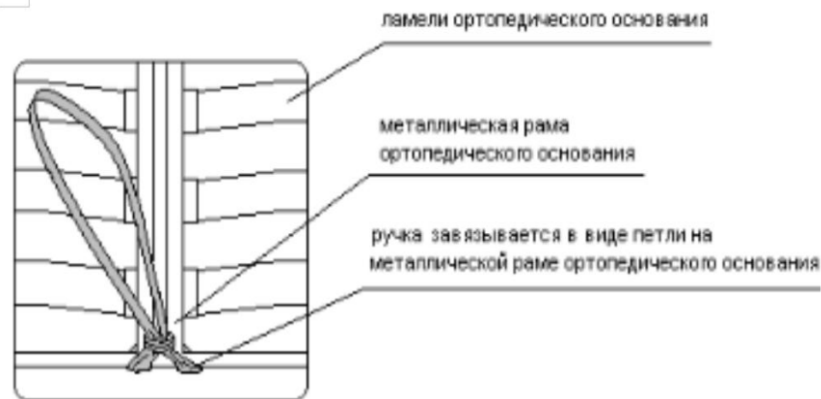 ламели ортопедического основания
металлическая рама
ортопедического основания
ручка завязывается в виде петли на
металлической раме ортопедического основания